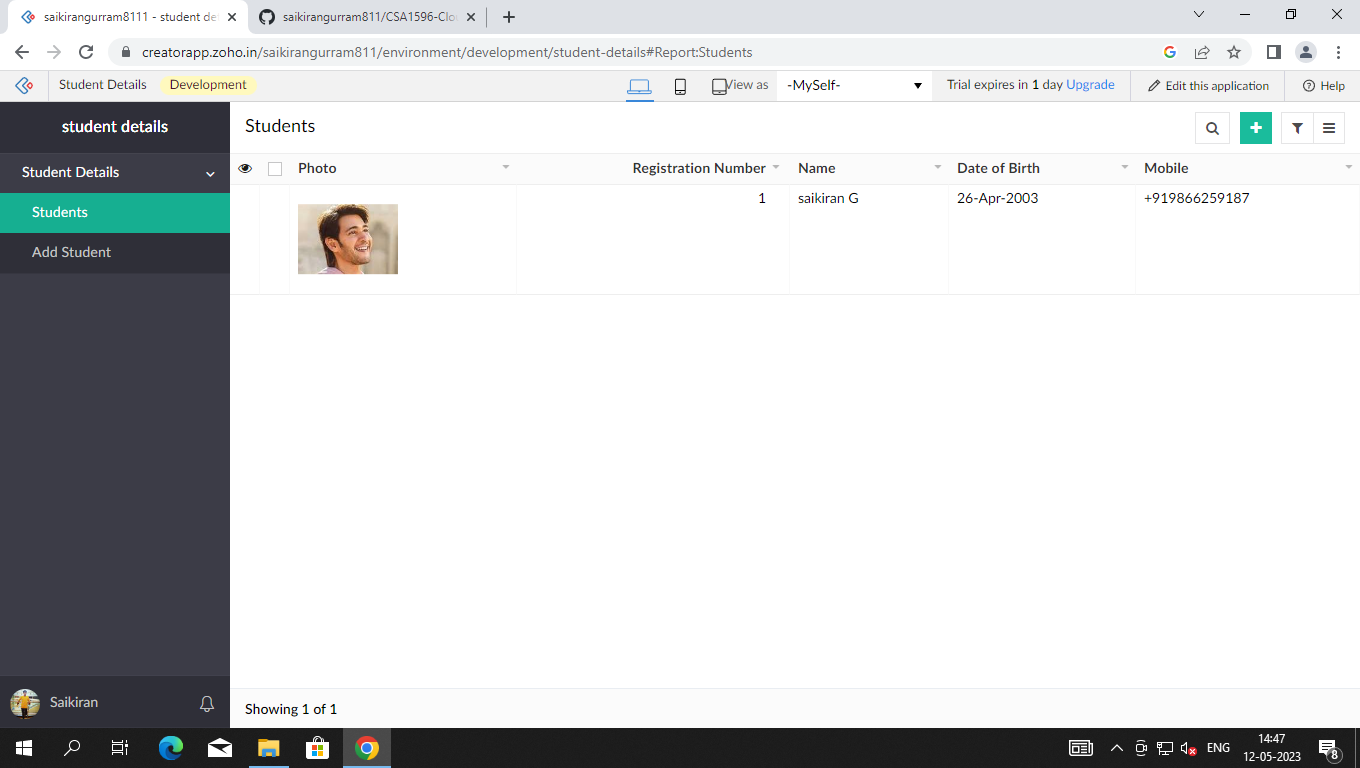 saikirangurram8111 - student de
saikirangurram811/CSA1596-Clo
creatorapp.zoho.in/saikirangurram811/environment/development/student-details#Report:Students
Student Details
Development
View as
-MySelf-
Trial expires in 1 day Upgrade
Edit this application
Help
student details
Student Details
Students
Add Student
Saikiran
Students
Photo
Registration Number
Name
Date of Birth
Mobile
1
saikiran G
26-Apr-2003
+919866259187
Showing 1 of 1
ENG
14:47
12-05-2023
8